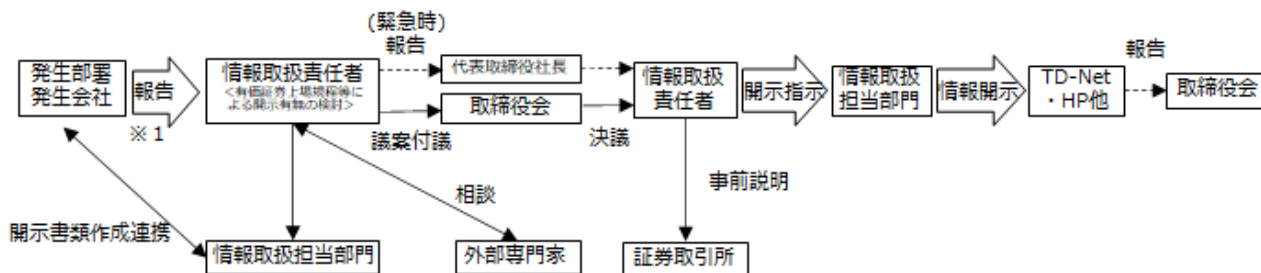 (緊急時)
報告
発生部署
発生会社
報告
※1
情報取扱責任者
<有価証券上場規程等に
よる開示有無の検討>
代表取締役社長
取締役会
議案付議
決議
情報取扱
責任者
開示指示
情報取扱
担当部門
情報開示
TD-Net
・HP他
報告
取締役会
相談
事前説明
開示書類作成連携
情報取扱担当部門
外部専門家
証券取引所